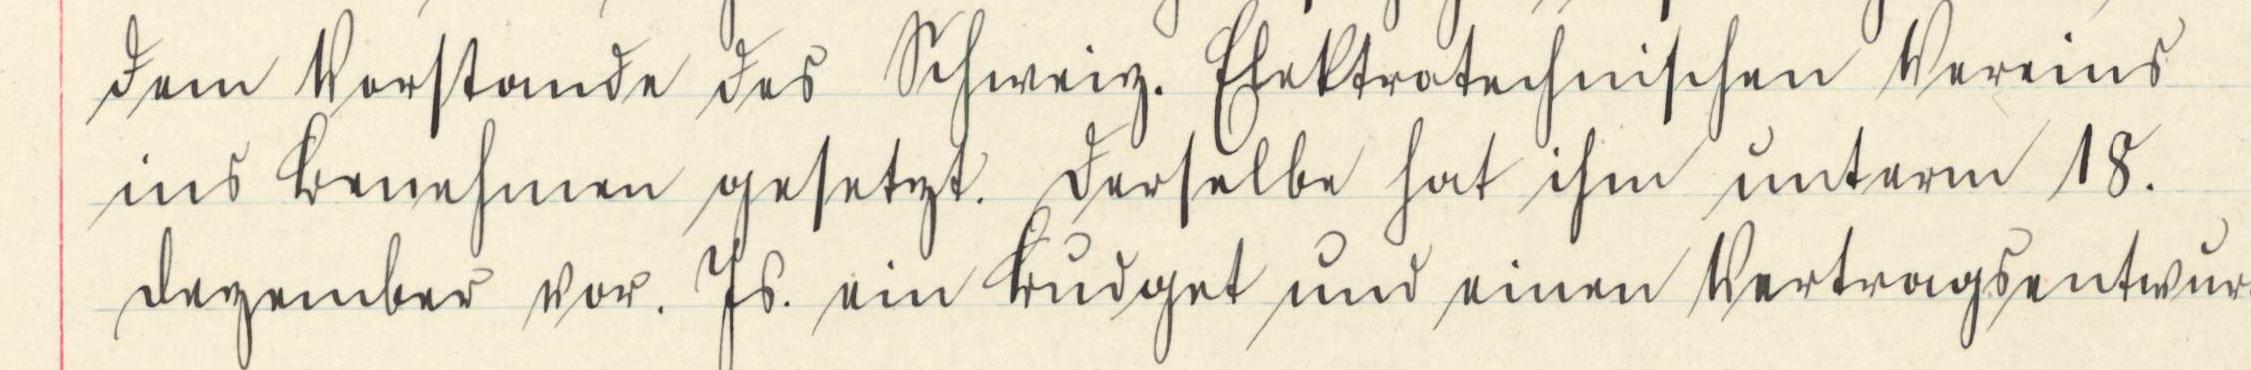 dem Vorstande des Schweiz. Elektrotechnischen Vereins
ins Benehmen gesetzt. Derselbe hat ihm unterm 18.
Dezember vor. Js. ein Budget und einen Vertragsentwur